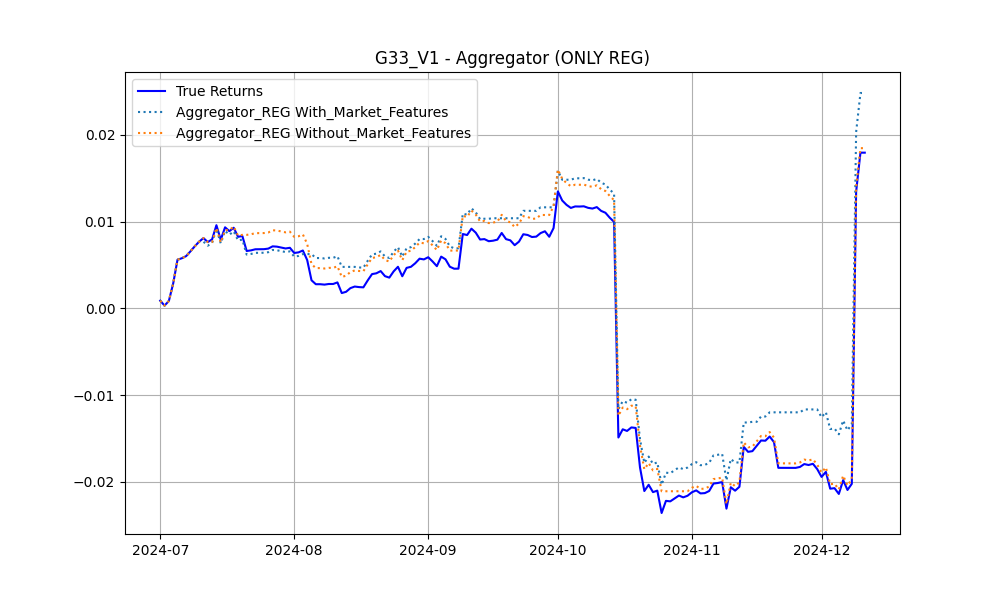 G33_V1 - Aggregator (ONLY REG)
True Returns
Aggregator_REG With_Market_Features
Aggregator_REG Without_Market_Features
0.02
0.01
0.00
−0.01
−0.02
2024-07
2024-08
2024-09
2024-10
2024-11
2024-12